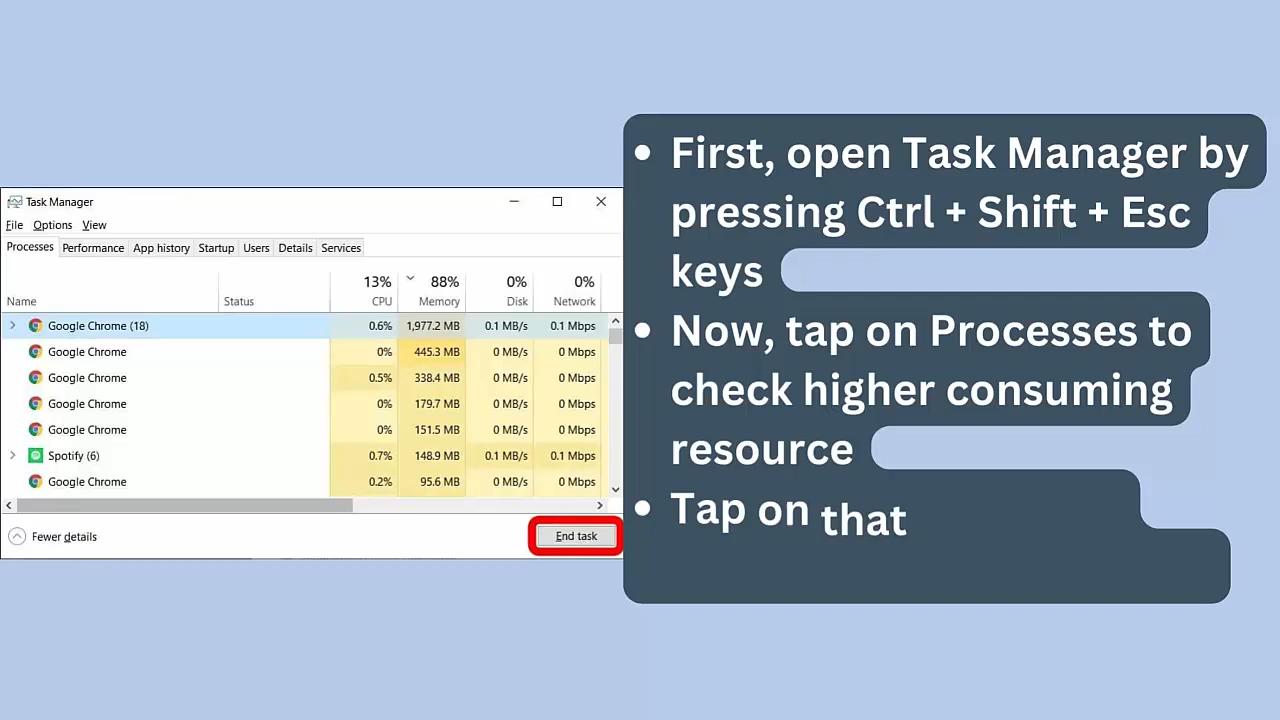 Task Manager
File Options View
Processes Performance App history Startup Users Details Services
13% 88% 0% 0%
Name Status CPU Memory Disk Network
Google Chrome (18) 0.6% 1,977.2 MB 0.1 MB/s 0.1 Mbps
Google Chrome 0% 445.3 MB 0 MB/s 0 Mbps
Google Chrome 0.5% 338.4 MB 0 MB/s 0 Mbps
Google Chrome 0% 179.7 MB 0 MB/s 0 Mbps
Google Chrome 0% 151.5 MB 0 MB/s 0 Mbps
Spotify (6) 0.7% 148.9 MB 0.1 MB/s 0.1 Mbps
Google Chrome 0.2% 95.6 MB 0 MB/s 0 Mbps
Fewer details
End task
• First, open Task Manager by
pressing Ctrl + Shift + Esc
keys
• Now, tap on Processes to
check higher consuming
resource
• Tap on that